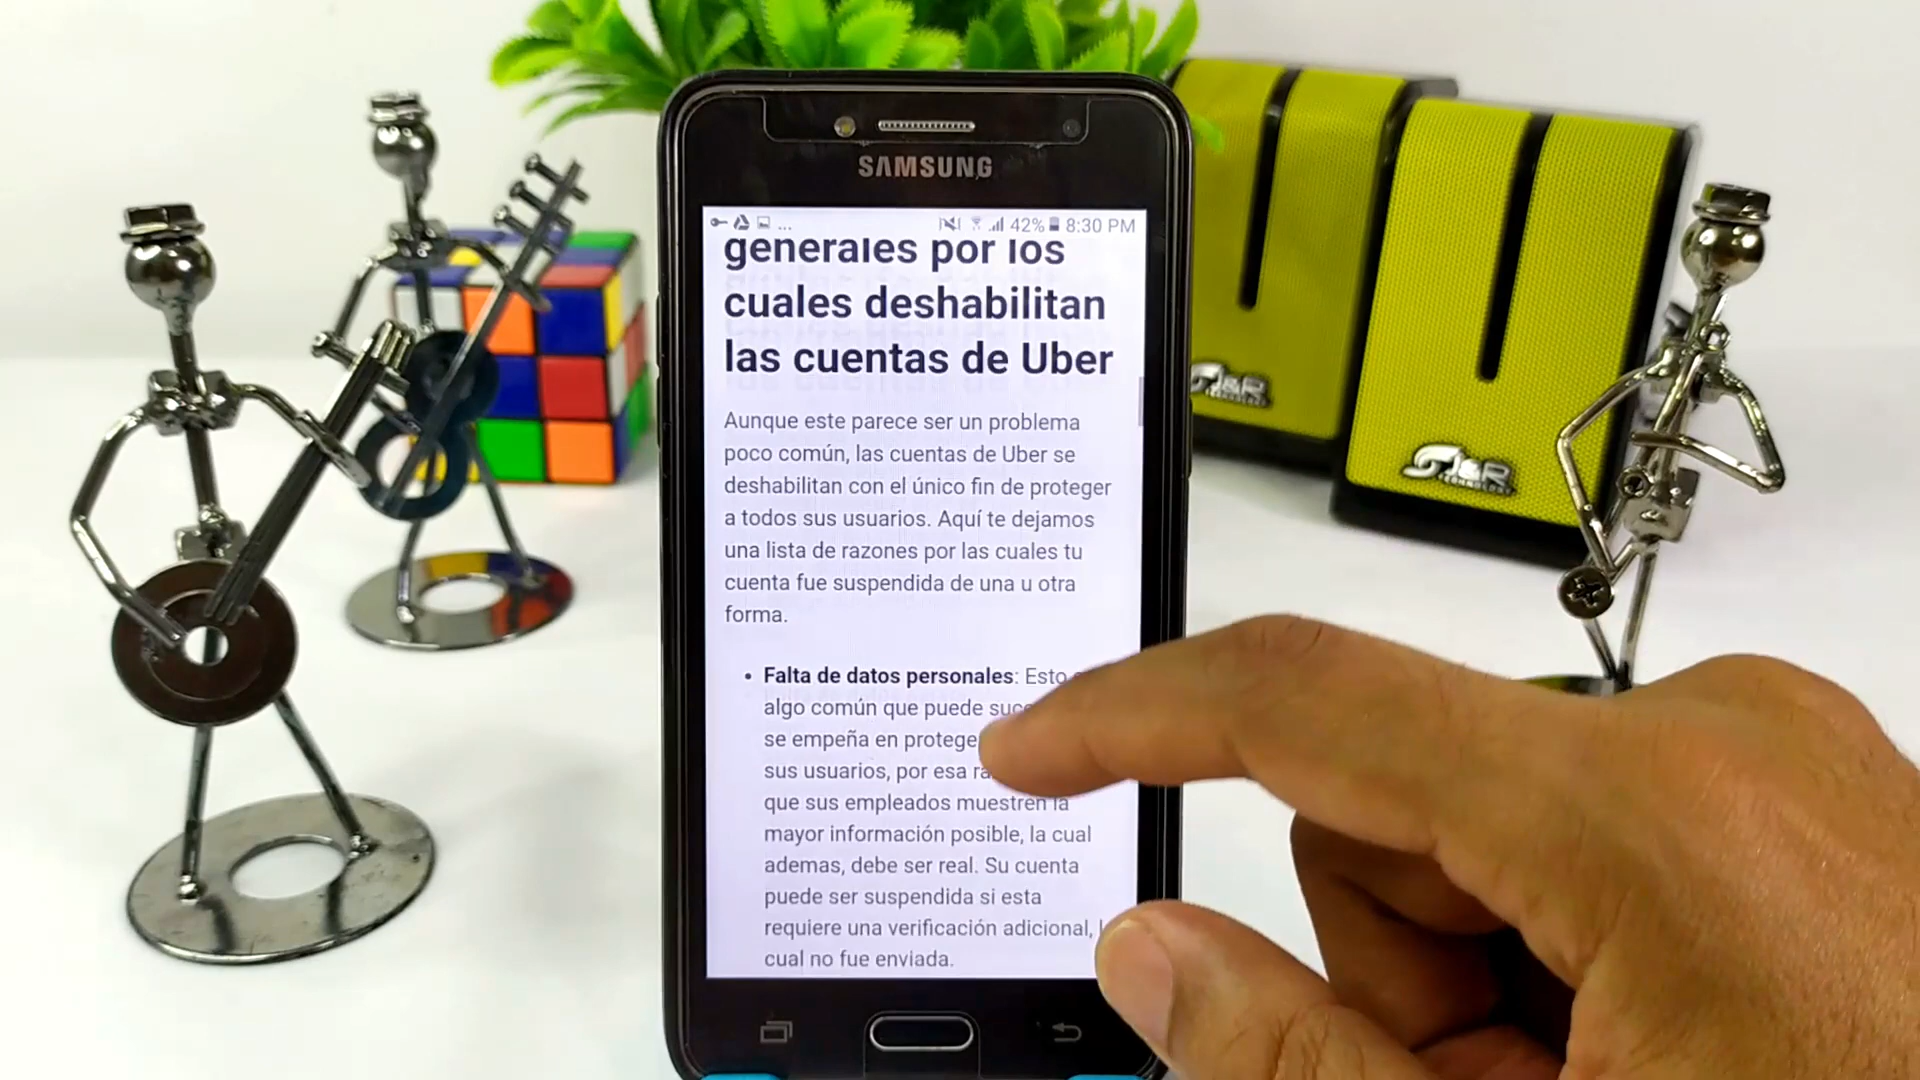 SAMSUNG
... 42% 8:30 PM
generales por los
cuales deshabilitan
las cuentas de Uber
Aunque este parece ser un problema
poco común, las cuentas de Uber se
deshabilitan con el único fin de proteger
a todos sus usuarios. Aquí te dejamos
una lista de razones por las cuales tu
cuenta fue suspendida de una u otra
forma.
• Falta de datos personales: Esto
algo común que puede
se empeña en
sus usuarios, por esa
que sus empleados muestren la
mayor información posible, la cual
ademas, debe ser real. Su cuenta
puede ser suspendida si esta
requiere una verificación adicional,
cual no fue enviada.
J&R
J&R
TECHNOLOGY